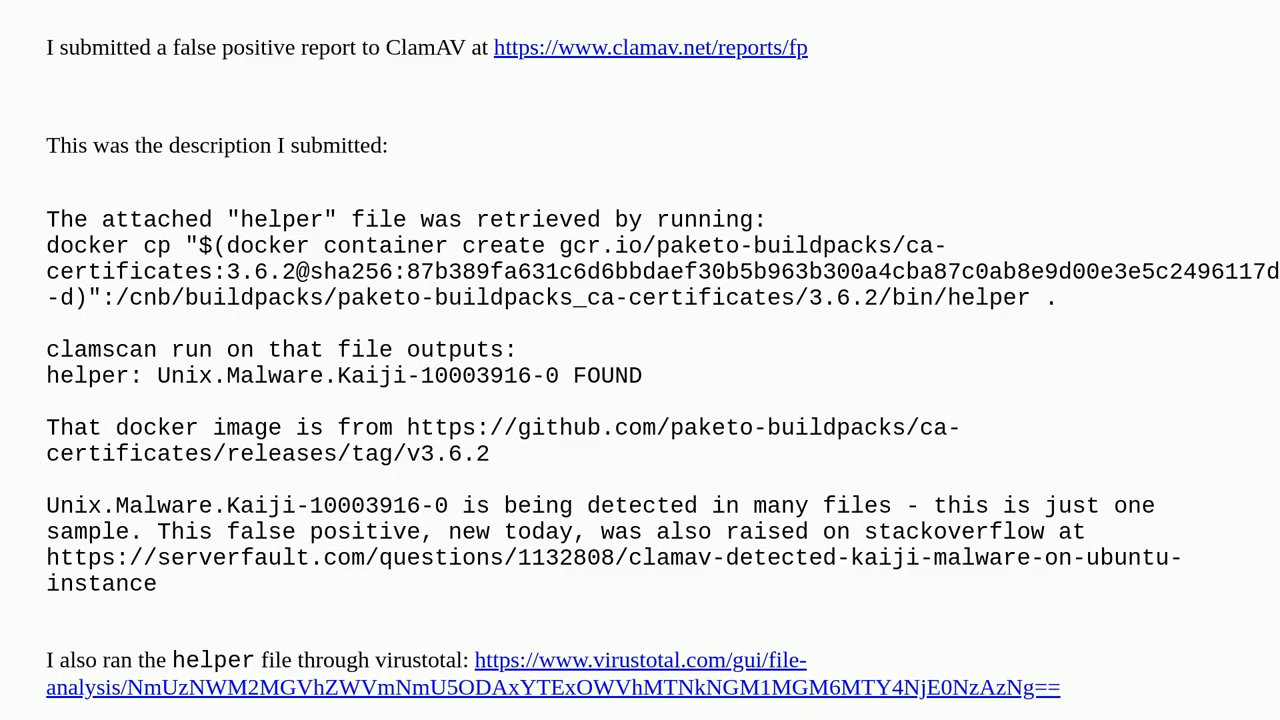 I submitted a false positive report to ClamAV at https://www.clamav.net/reports/fp
This was the description I submitted:
The attached "helper" file was retrieved by running:
docker cp "$(docker container create gcr.io/paketo-buildpacks/ca-
certificates:3.6.2@sha256:87b389fa631c6d6bbdaef30b5b963b300a4cba87c0ab8e9d00e3e5c2496117d
-d)":/cnb/buildpacks/paketo-buildpacks_ca-certificates/3.6.2/bin/helper .
clamscan run on that file outputs:
helper: Unix.Malware.Kaiji-10003916-0 FOUND
That docker image is from https://github.com/paketo-buildpacks/ca-
certificates/releases/tag/v3.6.2
Unix.Malware.Kaiji-10003916-0 is being detected in many files - this is just one
sample. This false positive, new today, was also raised on stackoverflow at
https://serverfault.com/questions/1132808/clamav-detected-kaiji-malware-on-ubuntu-
instance
I also ran the helper file through virustotal: https://www.virustotal.com/gui/file-
analysis/NmUzNWM2MGVhZWVmNmU5ODAxYTExOWVhMTNkNGM1MGM6MTY4NjE0NzAzNg==